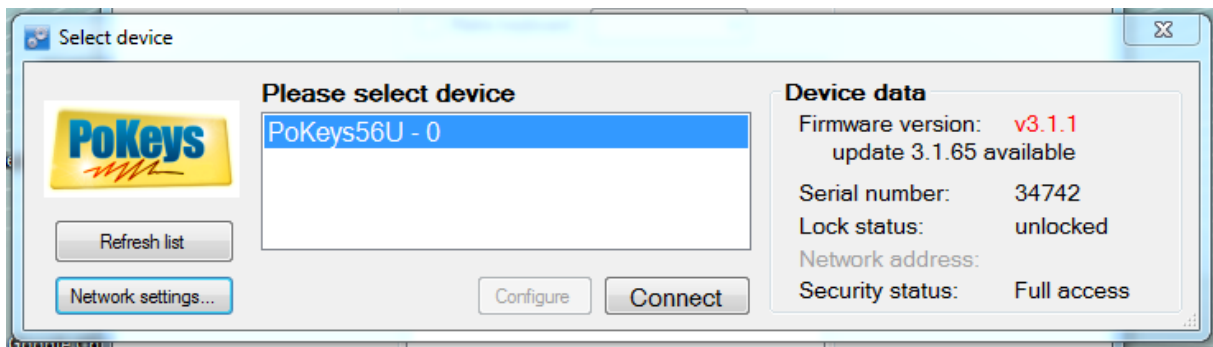 Select device
PoKeys
Refresh list
Network settings...
Please select device
PoKeys56U - 0
Configure
Connect
Device data
Firmware version: v3.1.1
update 3.1.65 available
Serial number: 34742
Lock status: unlocked
Network address:
Security status: Full access